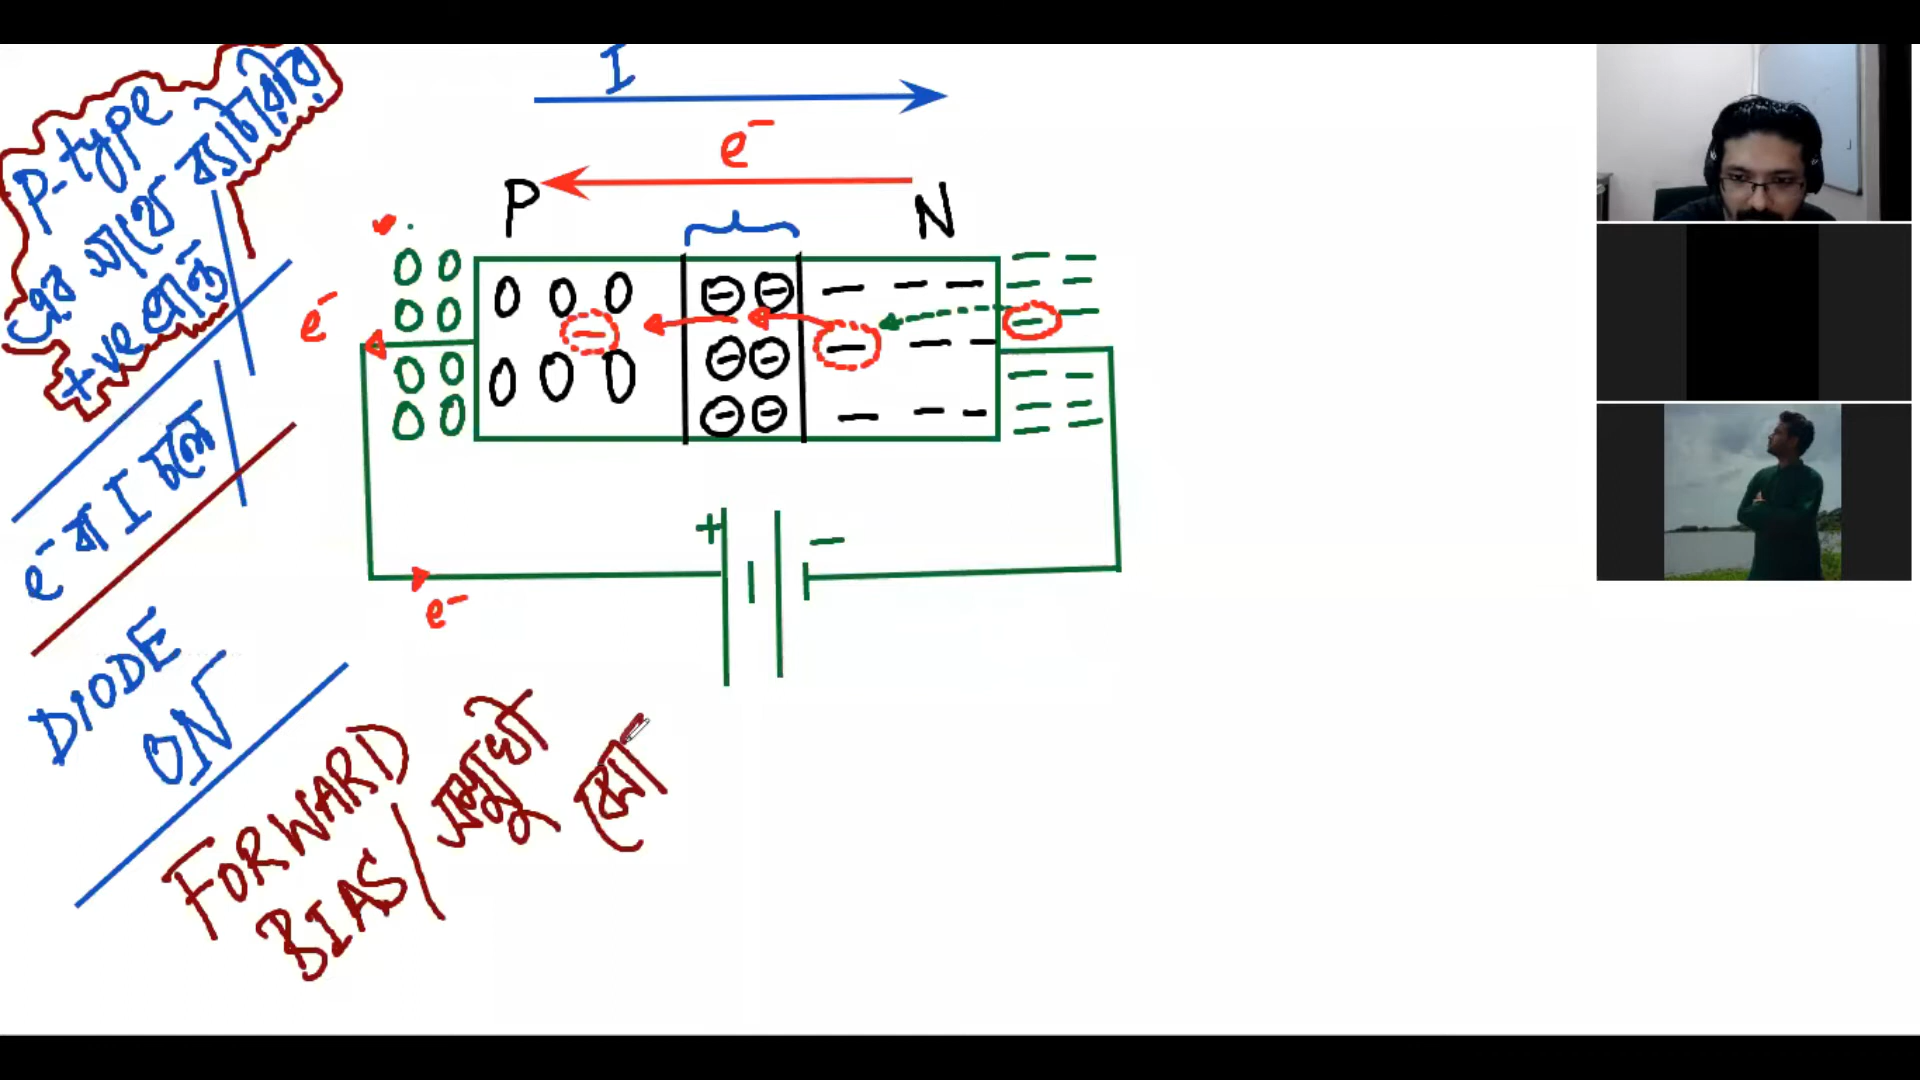 P-type
এর সাথে ব্যাটারীর
+ve প্রান্ত
e⁻ বা I চলে
DIODE
ON
FORWARD
BIAS / সম্মুখী
ঝো
I
e⁻
P
N
e⁻
+
−
e⁻